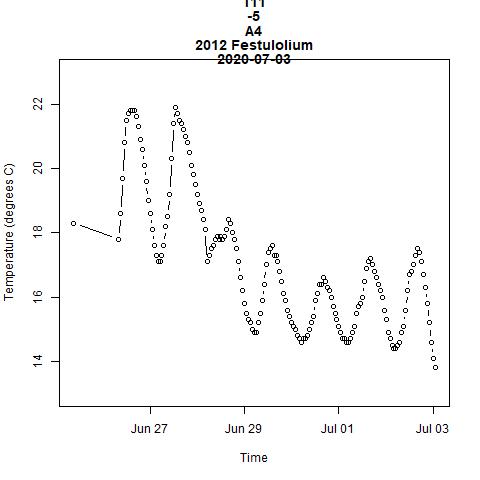 T11
-5
A4
2012 Festulolium
2020-07-03
22
20
18
16
14
Temperature (degrees C)
Jun 27
Jun 29
Jul 01
Jul 03
Time